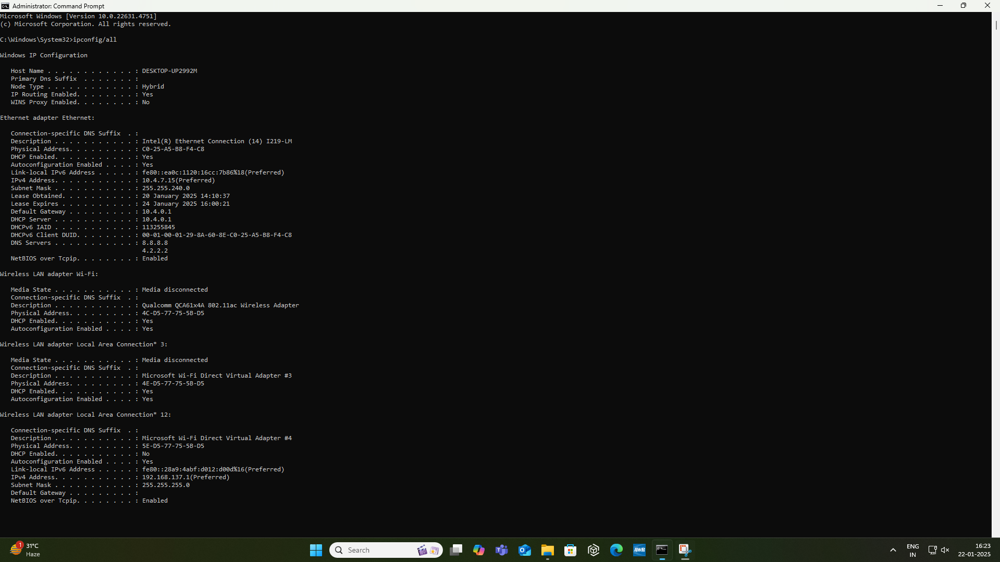 Administrator: Command Prompt
Microsoft Windows [Version 10.0.22631.4751]
(c) Microsoft Corporation. All rights reserved.
C:\Windows\System32>ipconfig/all
Windows IP Configuration
Host Name . . . . . . . . . . . . : DESKTOP-UP2992M
Primary Dns Suffix  . . . . . . . :
Node Type . . . . . . . . . . . . : Hybrid
IP Routing Enabled. . . . . . . . : Yes
WINS Proxy Enabled. . . . . . . . : No
Ethernet adapter Ethernet:
Connection-specific DNS Suffix  . :
Description . . . . . . . . . . . : Intel(R) Ethernet Connection (14) I219-LM
Physical Address. . . . . . . . . : C0-25-A5-B8-F4-C8
DHCP Enabled. . . . . . . . . . . : Yes
Autoconfiguration Enabled . . . . : Yes
Link-local IPv6 Address . . . . . : fe80::ea0c:1120:16cc:7b86%18(Preferred)
IPv4 Address. . . . . . . . . . . : 10.4.7.15(Preferred)
Subnet Mask . . . . . . . . . . . : 255.255.240.0
Lease Obtained. . . . . . . . . . : 20 January 2025 14:10:37
Lease Expires . . . . . . . . . . : 24 January 2025 16:00:21
Default Gateway . . . . . . . . . : 10.4.0.1
DHCP Server . . . . . . . . . . . : 10.4.0.1
DHCPv6 IAID . . . . . . . . . . . : 113255845
DHCPv6 Client DUID. . . . . . . . : 00-01-00-01-29-8A-60-8E-C0-25-A5-B8-F4-C8
DNS Servers . . . . . . . . . . . : 8.8.8.8
4.2.2.2
NetBIOS over Tcpip. . . . . . . . : Enabled
Wireless LAN adapter Wi-Fi:
Media State . . . . . . . . . . . : Media disconnected
Connection-specific DNS Suffix  . :
Description . . . . . . . . . . . : Qualcomm QCA61x4A 802.11ac Wireless Adapter
Physical Address. . . . . . . . . : 4C-D5-77-75-5B-D5
DHCP Enabled. . . . . . . . . . . : Yes
Autoconfiguration Enabled . . . . : Yes
Wireless LAN adapter Local Area Connection* 3:
Media State . . . . . . . . . . . : Media disconnected
Connection-specific DNS Suffix  . :
Description . . . . . . . . . . . : Microsoft Wi-Fi Direct Virtual Adapter #3
Physical Address. . . . . . . . . : 4E-D5-77-75-5B-D5
DHCP Enabled. . . . . . . . . . . : Yes
Autoconfiguration Enabled . . . . : Yes
Wireless LAN adapter Local Area Connection* 12:
Connection-specific DNS Suffix  . :
Description . . . . . . . . . . . : Microsoft Wi-Fi Direct Virtual Adapter #4
Physical Address. . . . . . . . . : 5E-D5-77-75-5B-D5
DHCP Enabled. . . . . . . . . . . : No
Autoconfiguration Enabled . . . . : Yes
Link-local IPv6 Address . . . . . : fe80::28a9:4abf:d012:d00d%16(Preferred)
IPv4 Address. . . . . . . . . . . : 192.168.137.1(Preferred)
Subnet Mask . . . . . . . . . . . : 255.255.255.0
Default Gateway . . . . . . . . . :
NetBIOS over Tcpip. . . . . . . . : Enabled
1
31°C
Haze
Search
AWR
ENG
IN
16:23
22-01-2025